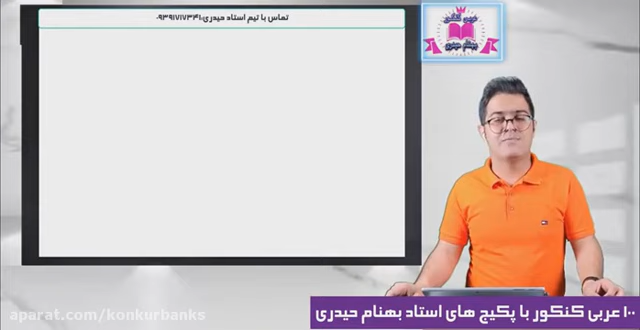 تماس با تیم استاد حیدری:۰۹۳۹۱۷۱۷۳۴۱
۱۰۰ عربی کنکور با پکیج های استاد بهنام حیدری
aparat.com/konkurbanks